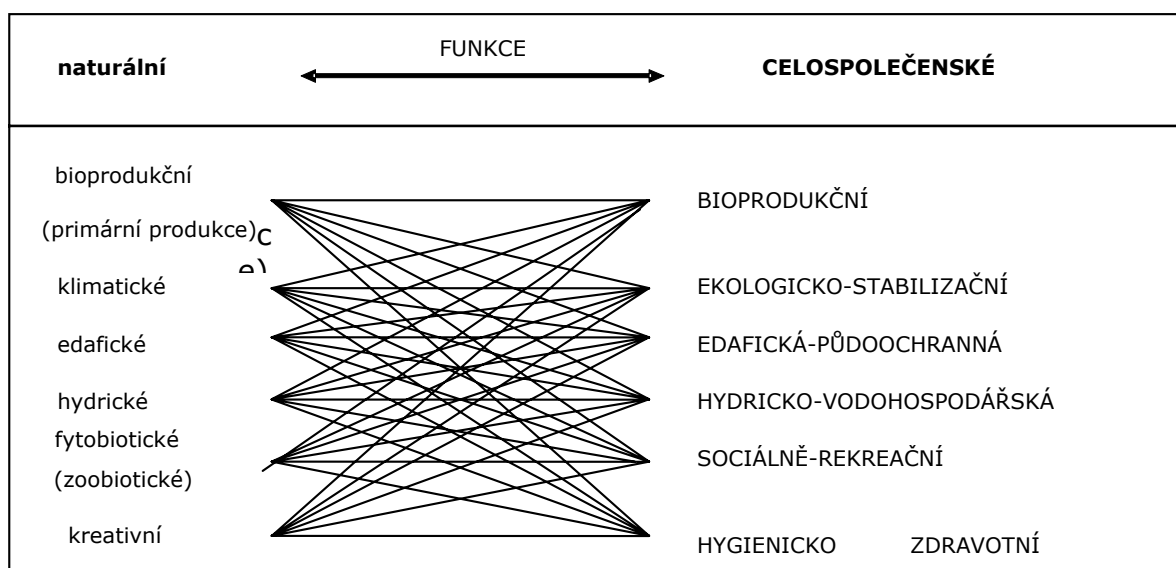 FUNKCE
naturální
CELOSPOLEČENSKÉ
bioprodukční
(primární produkce)c
e)
klimatické
edafické
hydrické
fytobiotické
(zoobiotické)
kreativní
BIOPRODUKČNÍ
EKOLOGICKO-STABILIZAČNÍ
EDAFICKÁ-PŮDOOCHRANNÁ
HYDRICKO-VODOHOSPODÁŘSKÁ
SOCIÁLNĚ-REKREAČNÍ
HYGIENICKO ZDRAVOTNÍ